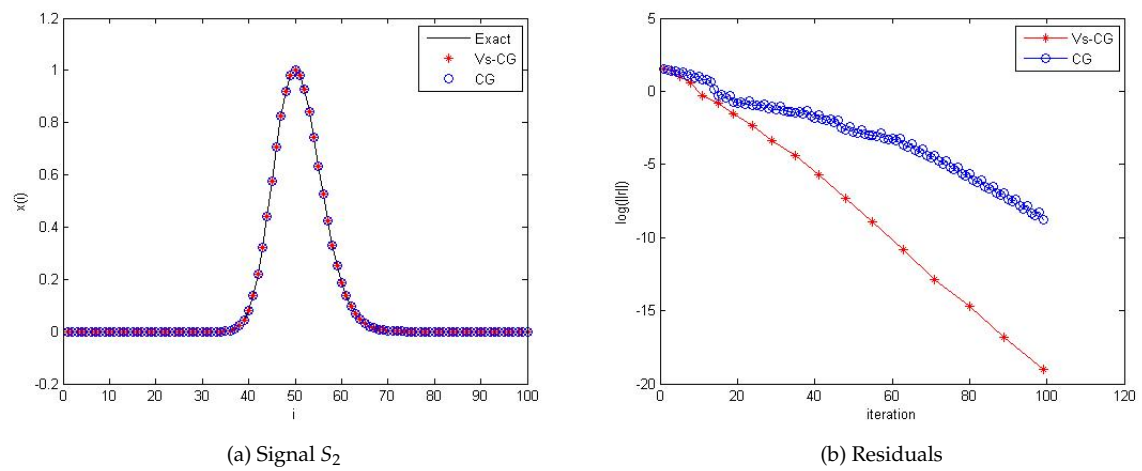 1.2
1
0.8
0.6
0.4
0.2
0
-0.2
x(i)
0 10 20 30 40 50 60 70 80 90 100
i
Exact
Vs-CG
CG
(a) Signal S₂
5
0
-5
-10
-15
-20
log(||r||)
0 20 40 60 80 100 120
iteration
Vs-CG
CG
(b) Residuals